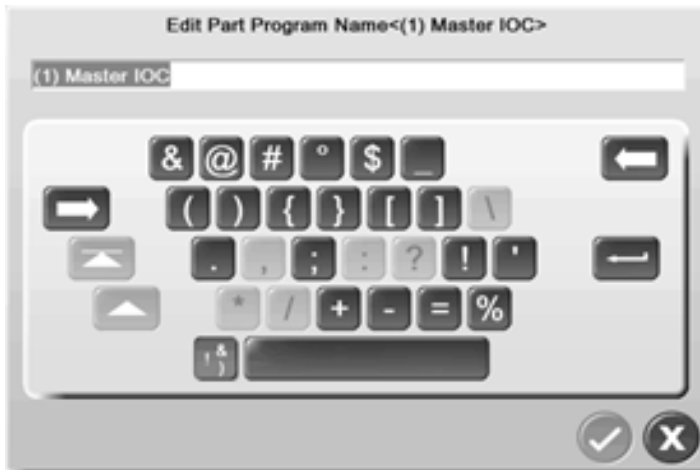 Edit Part Program Name<(1) Master IOC>
(1) Master IOC
& @ # ° $ _
( ) { } [ ] \
. , ; : ? ! '
* / + - = %
! & )